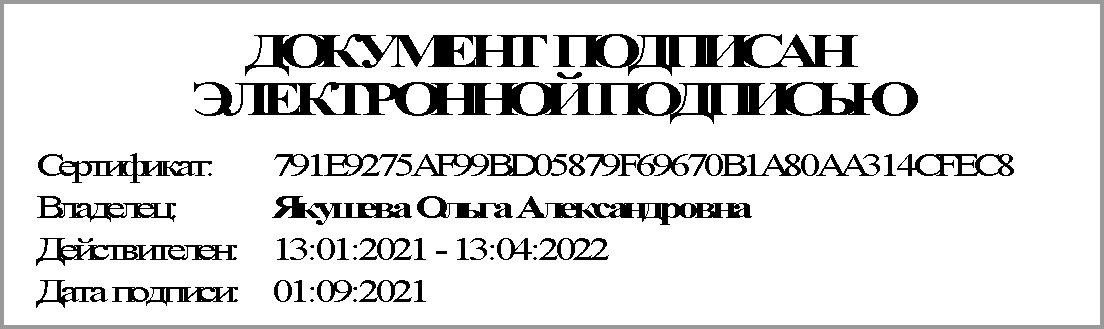 ДОКУМЕНТ ПОДПИСАН
ЭЛЕКТРОННОЙ ПОДПИСЬЮ
Сертификат: 791E9275AF99BD05879F69670B1A80AA314CFEC8
Владелец: Якушева Ольга Александровна
Действителен: 13:01:2021 - 13:04:2022
Дата подписи: 01:09:2021